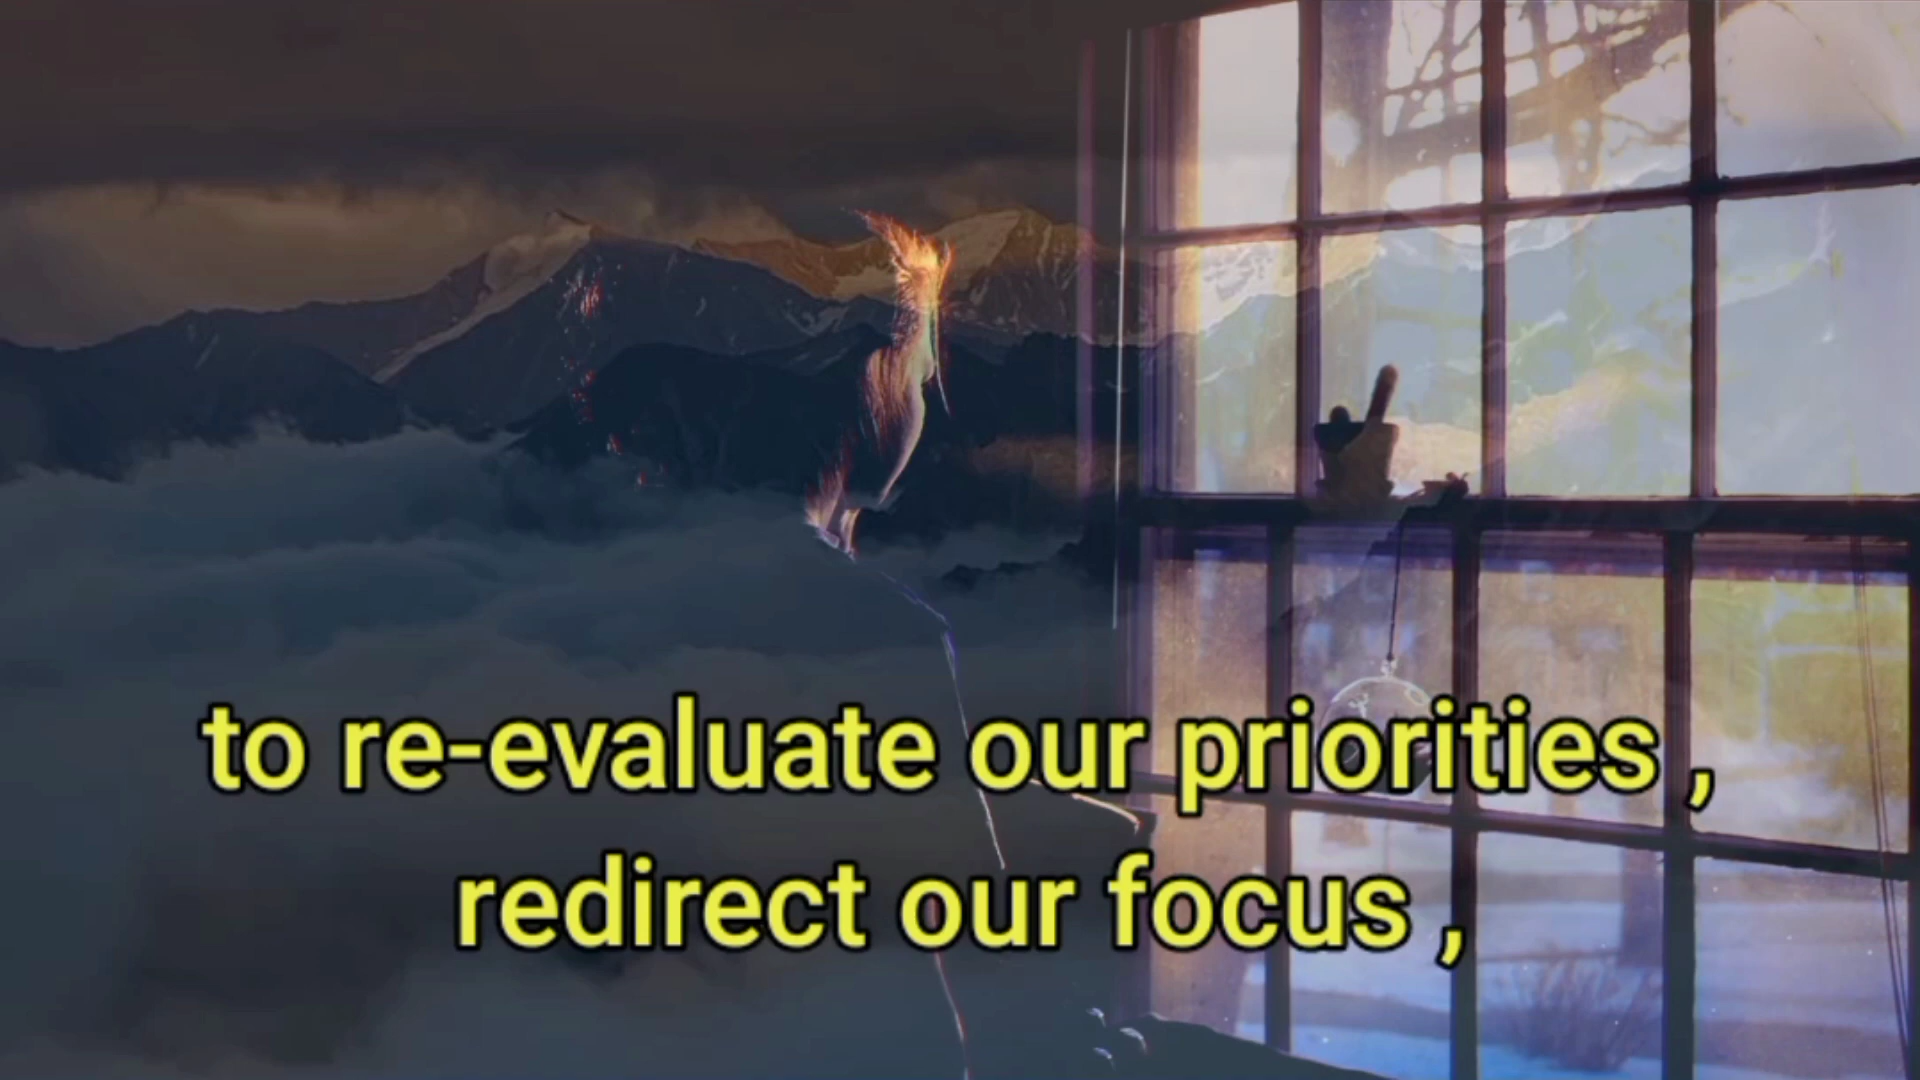 to re-evaluate our priorities ,
redirect our focus ,